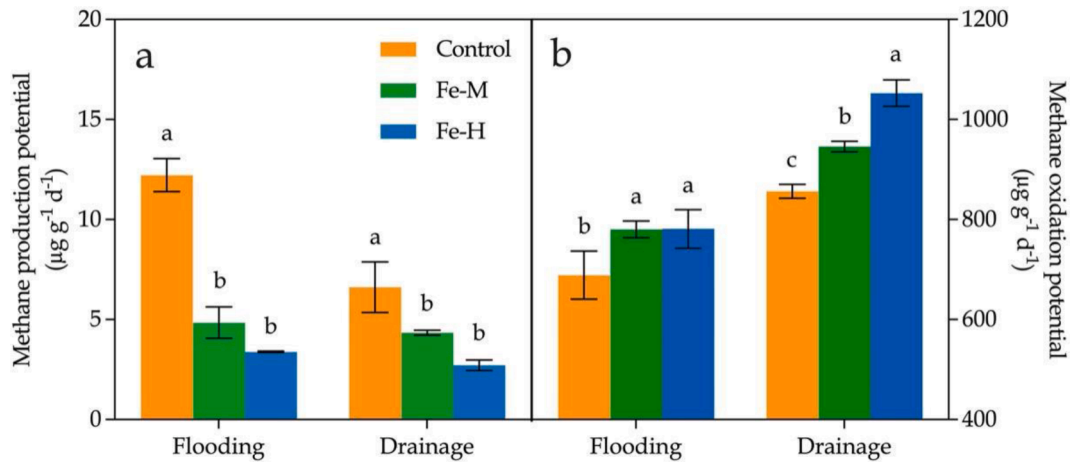 Methane production potential
(μg g⁻¹ d⁻¹)
20
15
10
5
0
a
Control
Fe-M
Fe-H
a
b
b
a
b
b
Flooding
Drainage
b
b
a
a
c
b
a
Flooding
Drainage
1200
1000
800
600
400
Methane oxidation potential
(μg g⁻¹ d⁻¹)